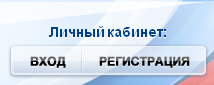 Личный кабинет:
ВХОД РЕГИСТРАЦИЯ